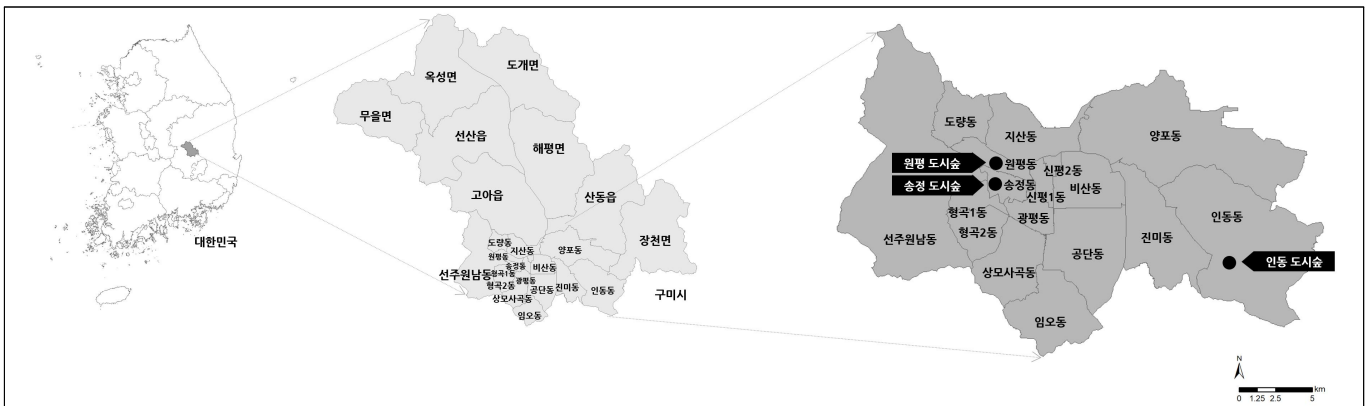 대한민국
옥성면
도개면
무을면
선산읍
해평면
고아읍
산동읍
장천면
도량동
지산동
양포동
원평동
송정동
비산동
선주원남동
형곡1동
광평동
형곡2동
공단동
진미동
인동동
상모사곡동
임오동
구미시
도량동
지산동
양포동
원평 도시숲
원평동
신평2동
송정 도시숲
송정동
비산동
신평1동
형곡1동
광평동
인동동
선주원남동
형곡2동
진미동
공단동
인동 도시숲
상모사곡동
임오동
N
km
0 1.25 2.5 5